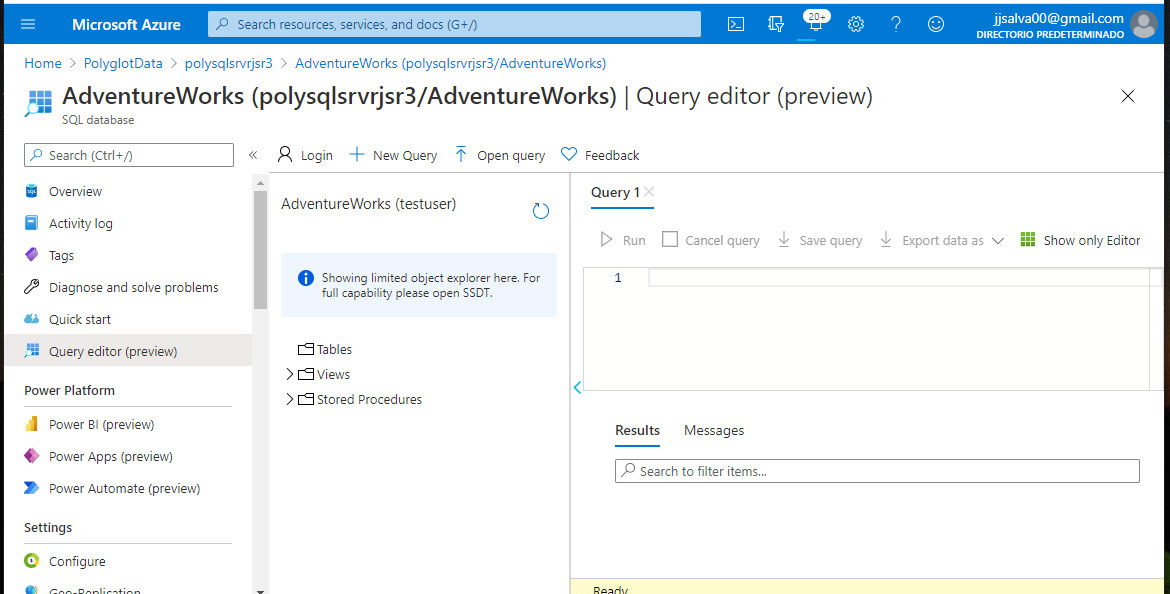 Microsoft Azure
Search resources, services, and docs (G+/)
20+
jjsalva00@gmail.com
DIRECTORIO PREDETERMINADO
Home > PolyglotData > polysqlsrvrjsr3 > AdventureWorks (polysqlsrvrjsr3/AdventureWorks)
AdventureWorks (polysqlsrvrjsr3/AdventureWorks) | Query editor (preview)
SQL database
Search (Ctrl+/)
«
Login
New Query
Open query
Feedback
Overview
Activity log
Tags
Diagnose and solve problems
Quick start
Query editor (preview)
Power Platform
Power BI (preview)
Power Apps (preview)
Power Automate (preview)
Settings
Configure
Geo-Replication
AdventureWorks (testuser)
Showing limited object explorer here. For
full capability please open SSDT.
Tables
Views
Stored Procedures
Query 1
Run
Cancel query
Save query
Export data as
Show only Editor
1
Results
Messages
Search to filter items...
Ready